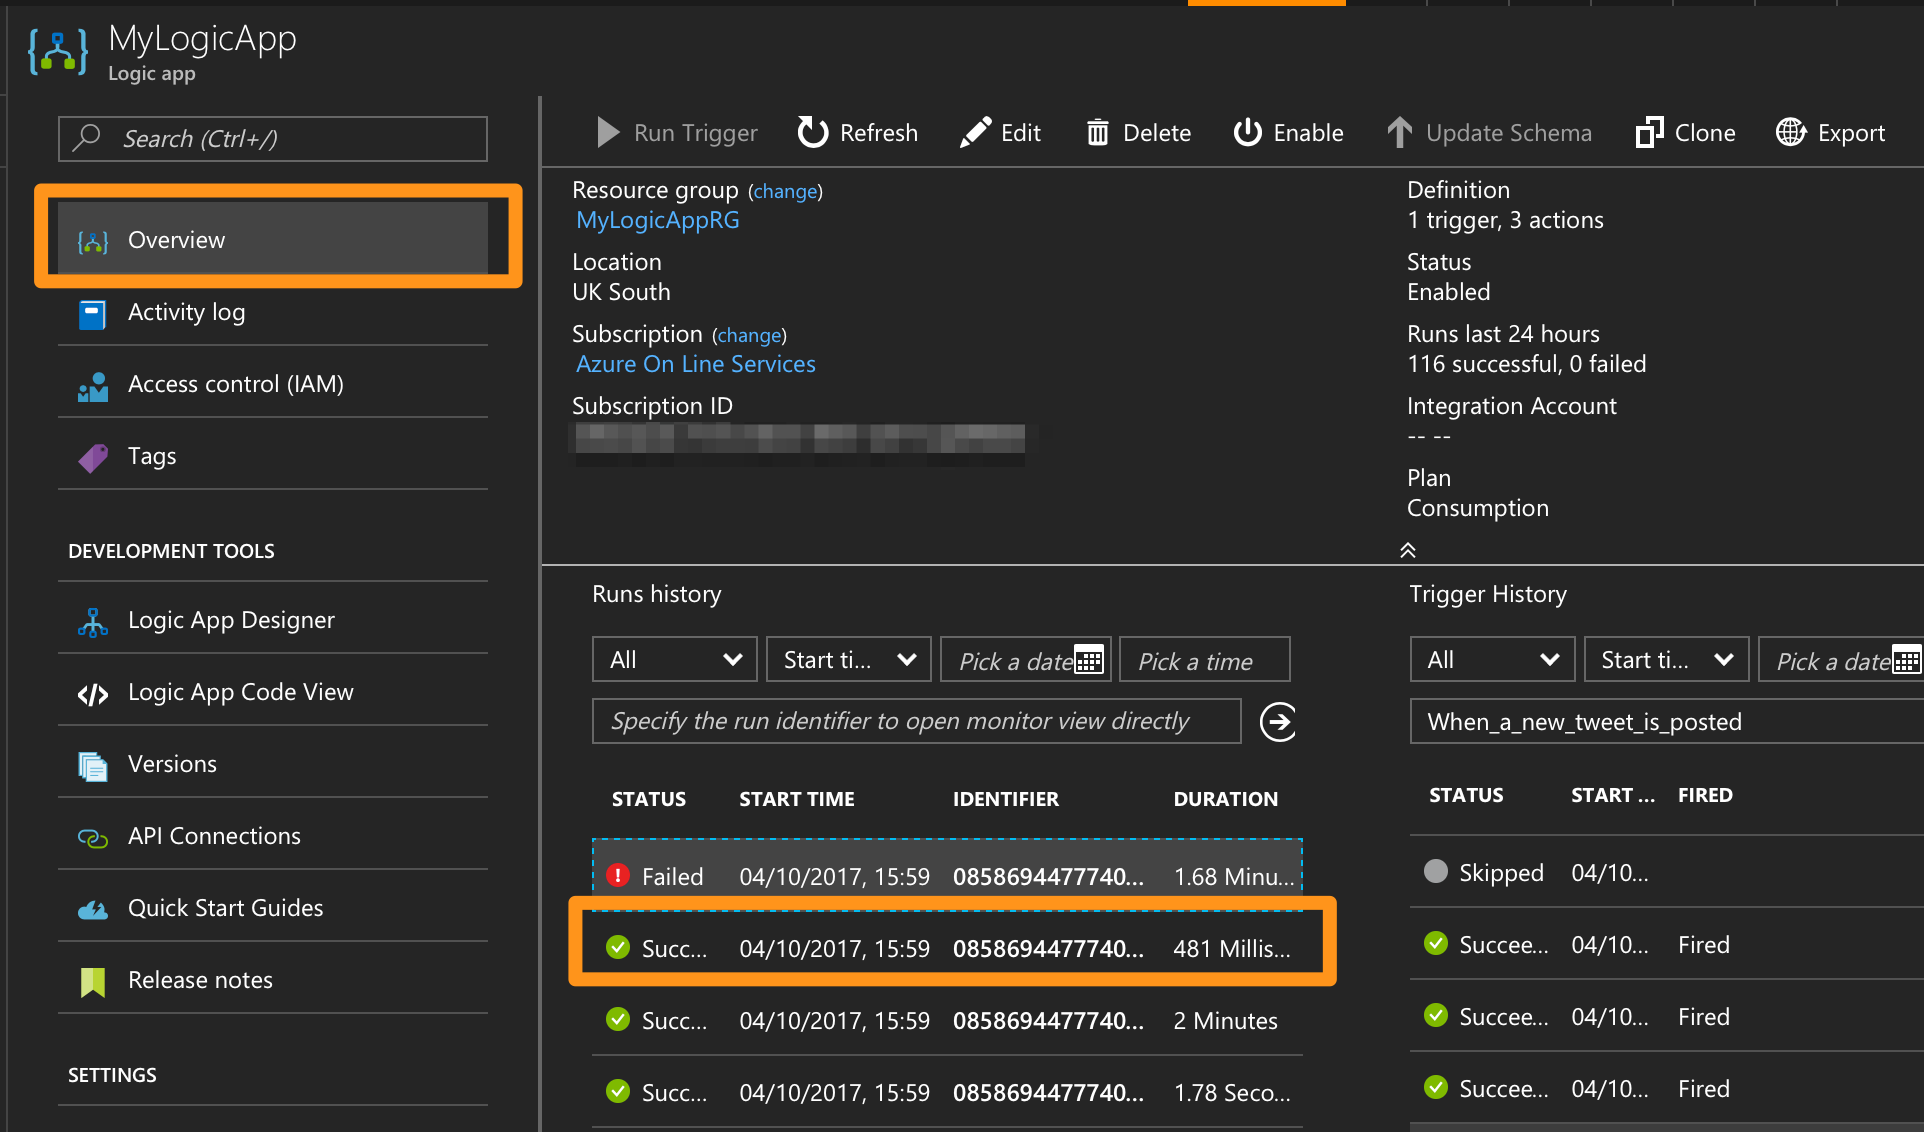 MyLogicApp
Logic app
Search (Ctrl+/)
Overview
Activity log
Access control (IAM)
Tags
DEVELOPMENT TOOLS
Logic App Designer
Logic App Code View
Versions
API Connections
Quick Start Guides
Release notes
SETTINGS
Run Trigger Refresh Edit Delete Enable Update Schema Clone Export
Resource group (change)
MyLogicAppRG
Location
UK South
Subscription (change)
Azure On Line Services
Subscription ID
Definition
1 trigger, 3 actions
Status
Enabled
Runs last 24 hours
116 successful, 0 failed
Integration Account
-- --
Plan
Consumption
Runs history
All Start ti... Pick a date Pick a time
Specify the run identifier to open monitor view directly
STATUS START TIME IDENTIFIER DURATION
Failed 04/10/2017, 15:59 0858694477740... 1.68 Minu...
Succ... 04/10/2017, 15:59 0858694477740... 481 Millis...
Succ... 04/10/2017, 15:59 0858694477740... 2 Minutes
Succ... 04/10/2017, 15:59 0858694477740... 1.78 Seco...
Trigger History
All Start ti... Pick a date
When_a_new_tweet_is_posted
STATUS START ... FIRED
Skipped 04/10...
Succee... 04/10... Fired
Succee... 04/10... Fired
Succee... 04/10... Fired